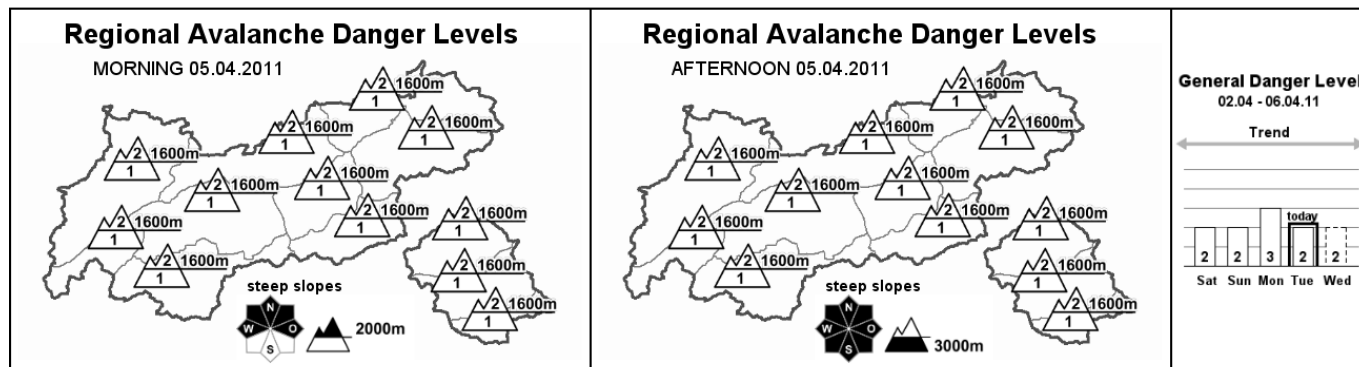 Regional Avalanche Danger Levels
MORNING 05.04.2011
2 1600m
1
2 1600m
1
2 1600m
1
2 1600m
1
2 1600m
1
2 1600m
1
2 1600m
1
2 1600m
1
2 1600m
1
2 1600m
1
2 1600m
1
2 1600m
1
steep slopes
N
W O
S
2000m
Regional Avalanche Danger Levels
AFTERNOON 05.04.2011
2 1600m
1
2 1600m
1
2 1600m
1
2 1600m
1
2 1600m
1
2 1600m
1
2 1600m
1
2 1600m
1
2 1600m
1
2 1600m
1
2 1600m
1
2 1600m
1
steep slopes
N
W O
S
3000m
General Danger Level
02.04 - 06.04.11
Trend
today
2 2 3 2 2
Sat Sun Mon Tue Wed